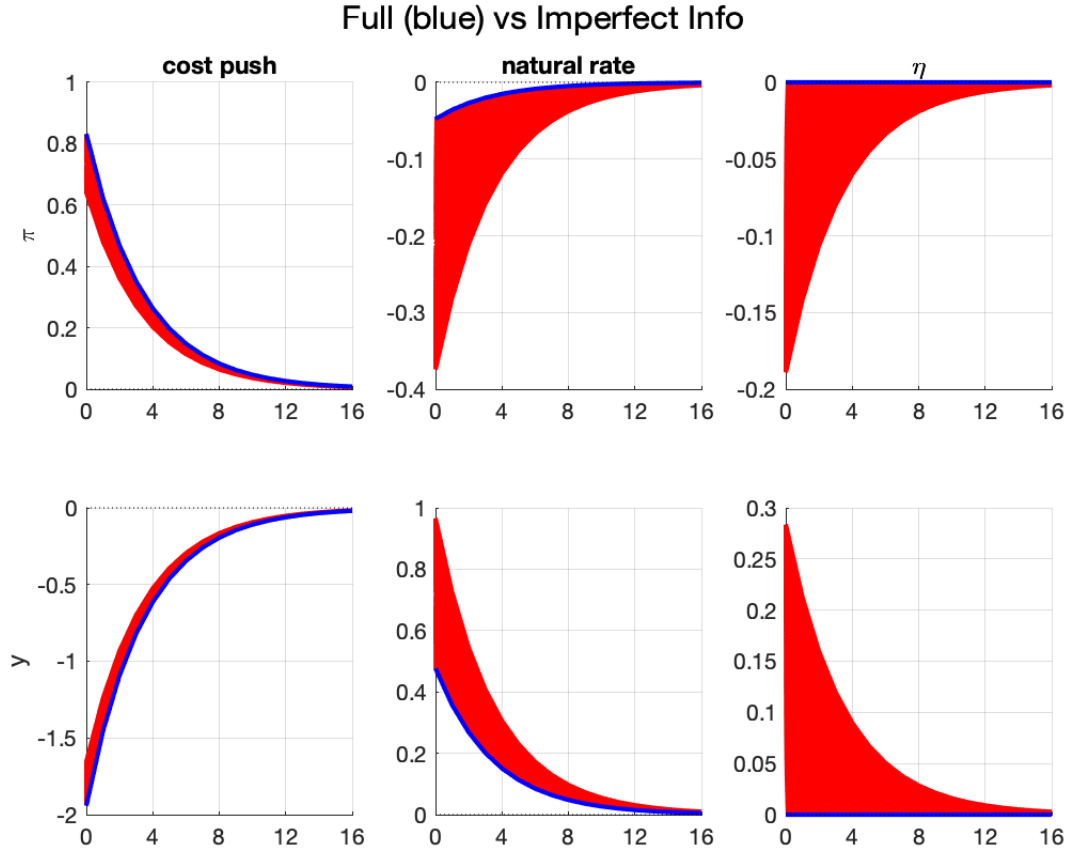 Full (blue) vs Imperfect Info
cost push
natural rate
η
π
1
0.8
0.6
0.4
0.2
0
0 4 8 12 16
0
-0.1
-0.2
-0.3
-0.4
0 4 8 12 16
0
-0.05
-0.1
-0.15
-0.2
0 4 8 12 16
y
0
-0.5
-1
-1.5
-2
0 4 8 12 16
1
0.8
0.6
0.4
0.2
0
0 4 8 12 16
0.3
0.25
0.2
0.15
0.1
0.05
0
0 4 8 12 16